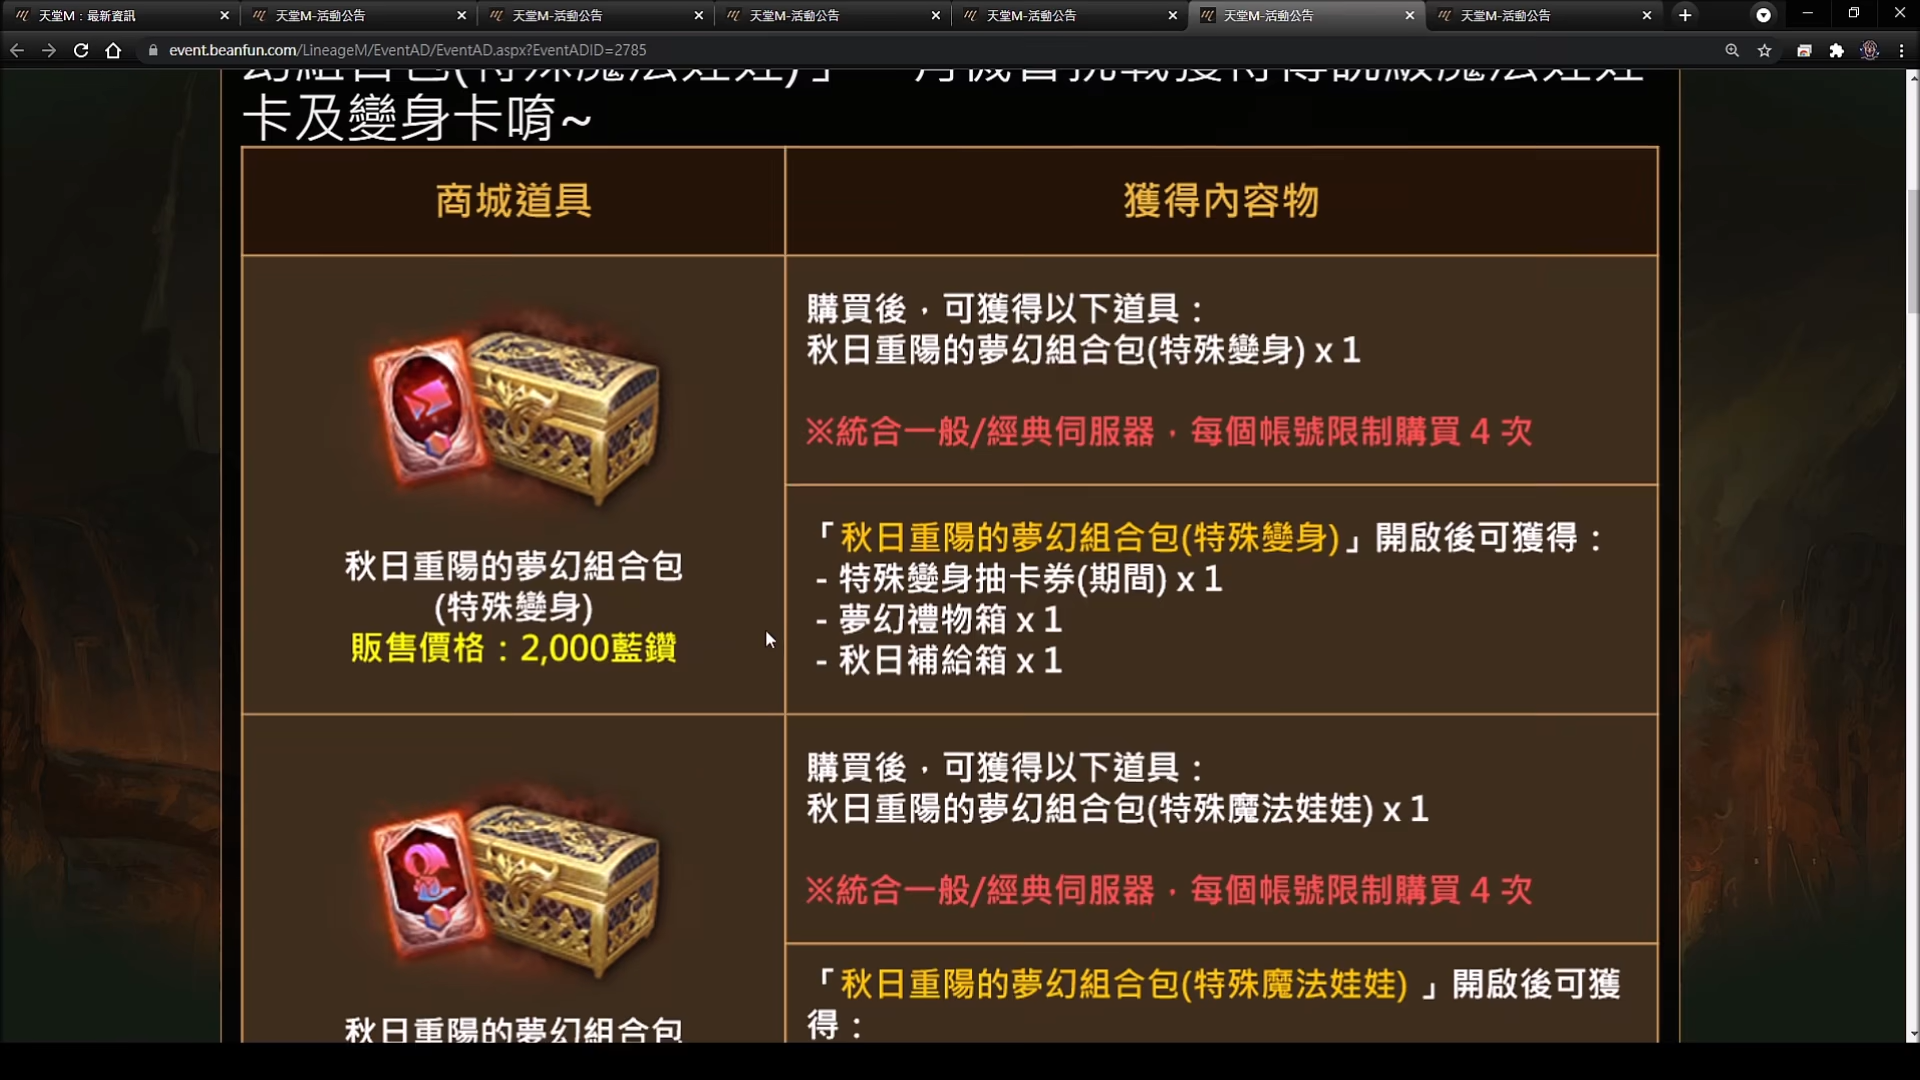 天堂M：最新資訊
天堂M-活動公告
天堂M-活動公告
天堂M-活動公告
天堂M-活動公告
天堂M-活動公告
天堂M-活動公告
event.beanfun.com/LineageM/EventAD/EventAD.aspx?EventADID=2785
卡及變身卡唷~
商城道具
獲得內容物
購買後，可獲得以下道具：
秋日重陽的夢幻組合包(特殊變身) x 1
※統合一般/經典伺服器，每個帳號限制購買 4 次
秋日重陽的夢幻組合包
(特殊變身)
販售價格：2,000藍鑽
「秋日重陽的夢幻組合包(特殊變身)」開啟後可獲得：
- 特殊變身抽卡券(期間) x 1
- 夢幻禮物箱 x 1
- 秋日補給箱 x 1
購買後，可獲得以下道具：
秋日重陽的夢幻組合包(特殊魔法娃娃) x 1
※統合一般/經典伺服器，每個帳號限制購買 4 次
秋日重陽的夢幻組合包
「秋日重陽的夢幻組合包(特殊魔法娃娃) 」開啟後可獲
得：